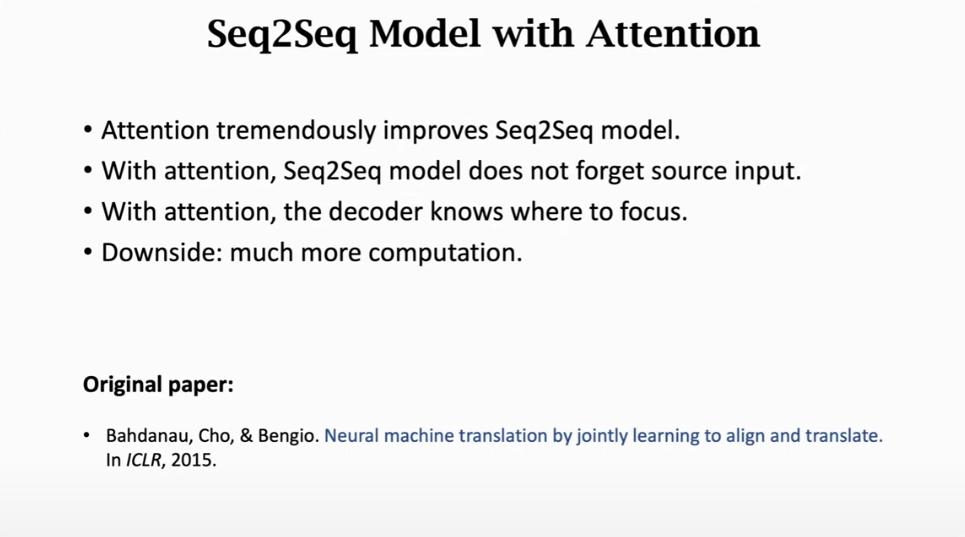 Seq2Seq Model with Attention
• Attention tremendously improves Seq2Seq model.
• With attention, Seq2Seq model does not forget source input.
• With attention, the decoder knows where to focus.
• Downside: much more computation.
Original paper:
• Bahdanau, Cho, & Bengio. Neural machine translation by jointly learning to align and translate.
In ICLR, 2015.